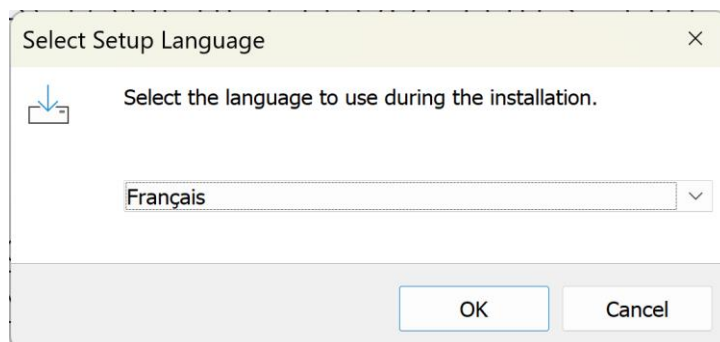 Select Setup Language
Select the language to use during the installation.
Français
OK
Cancel